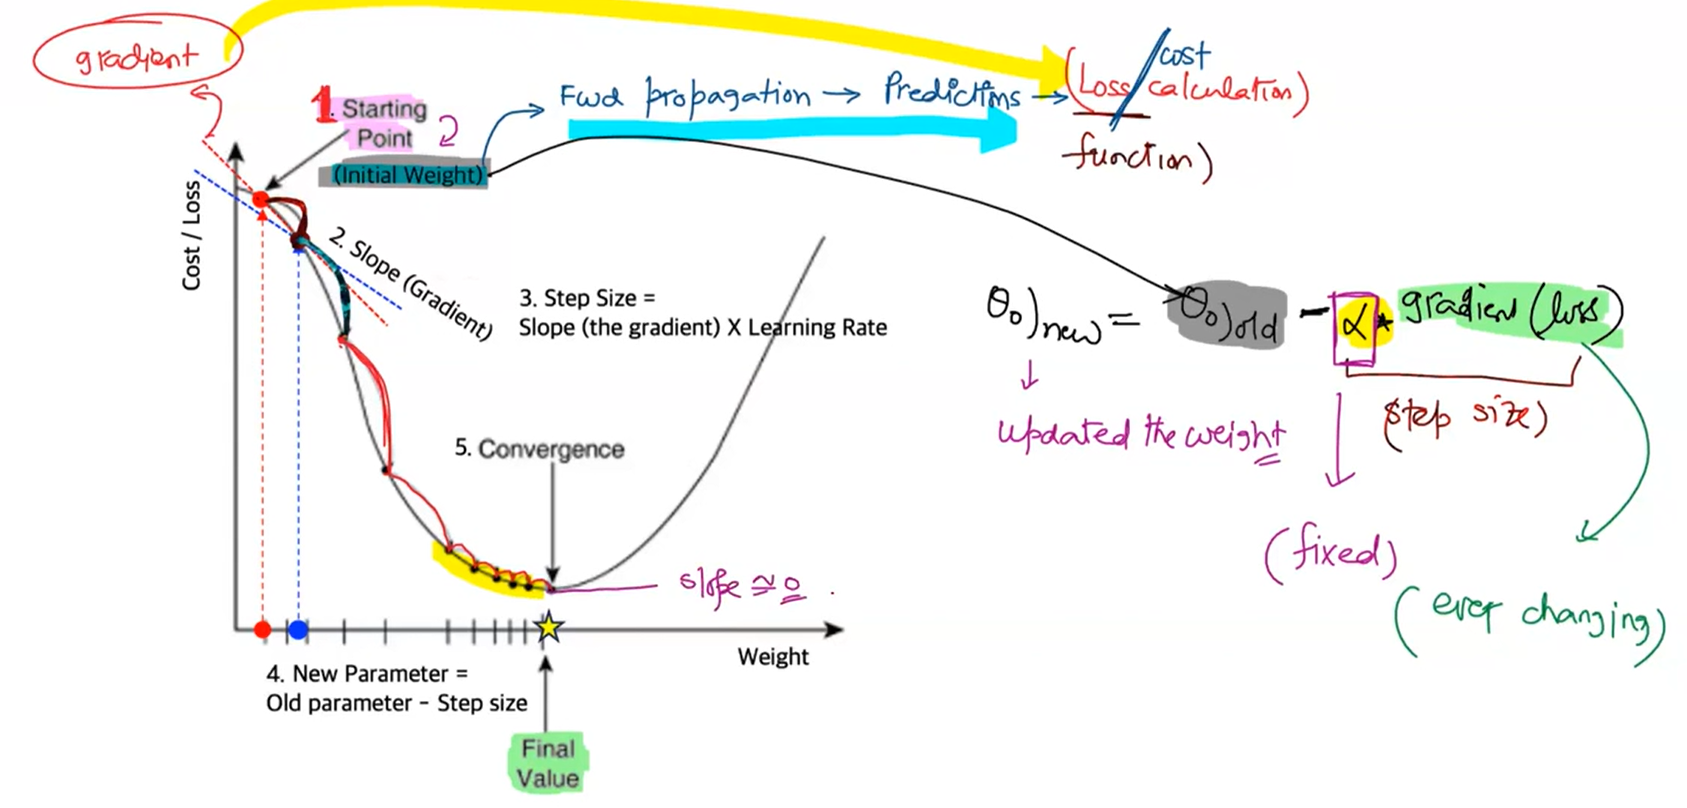 gradient
1. Starting
Point 2
(Initial Weight)
Fwd propagation → Predictions → (Loss / cost calculation)
function)
Cost / Loss
2. Slope (Gradient)
3. Step Size =
Slope (the gradient) X Learning Rate
θ₀)new = θ₀)old - α * gradient (loss)
↓
updated the weight
(step size)
(fixed)
(ever changing)
5. Convergence
slope ≈ 0
Weight
4. New Parameter =
Old parameter - Step size
Final
Value